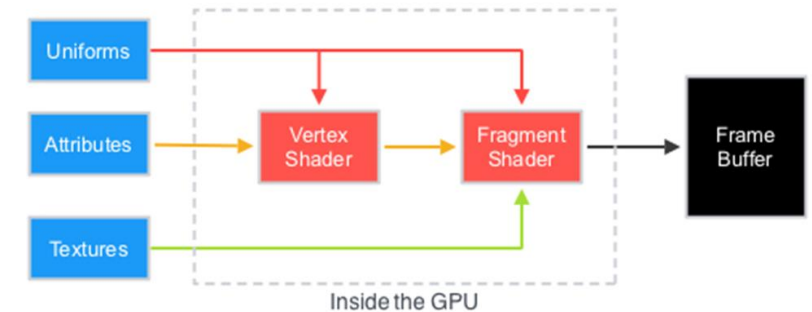 Uniforms
Attributes
Textures
Vertex
Shader
Fragment
Shader
Frame
Buffer
Inside the GPU